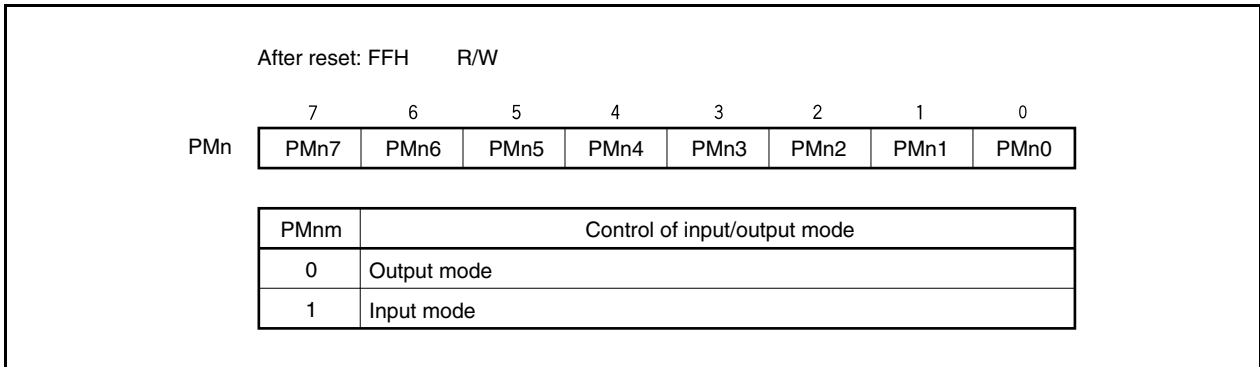 After reset: FFH R/W
7 6 5 4 3 2 1 0
PMn PMn7 PMn6 PMn5 PMn4 PMn3 PMn2 PMn1 PMn0
PMnm Control of input/output mode
0 Output mode
1 Input mode